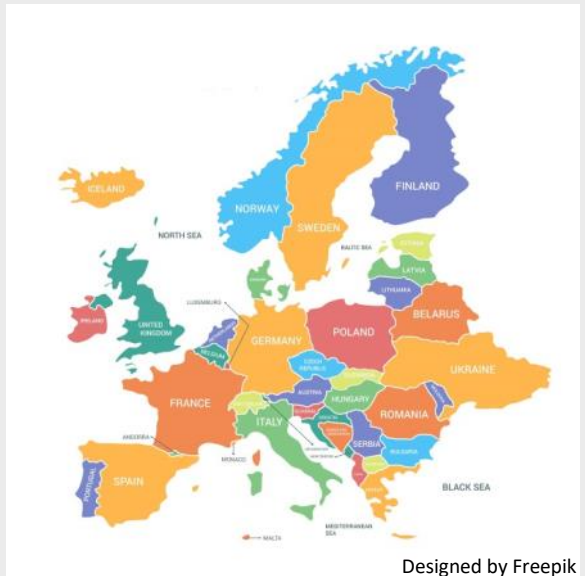 ICELAND
NORWAY
SWEDEN
FINLAND
NORTH SEA
BALTIC SEA
ESTONIA
LATVIA
LITHUANIA
IRELAND
UNITED
KINGDOM
LUXEMBURG
BELGIUM
GERMANY
POLAND
BELARUS
CZECH
REPUBLIC
UKRAINE
FRANCE
AUSTRIA
HUNGARY
ROMANIA
ITALY
SERBIA
BULGARIA
ANDORRA
MONACO
PORTUGAL
SPAIN
BLACK SEA
MEDITERRANEAN
SEA
MALTA
Designed by Freepik